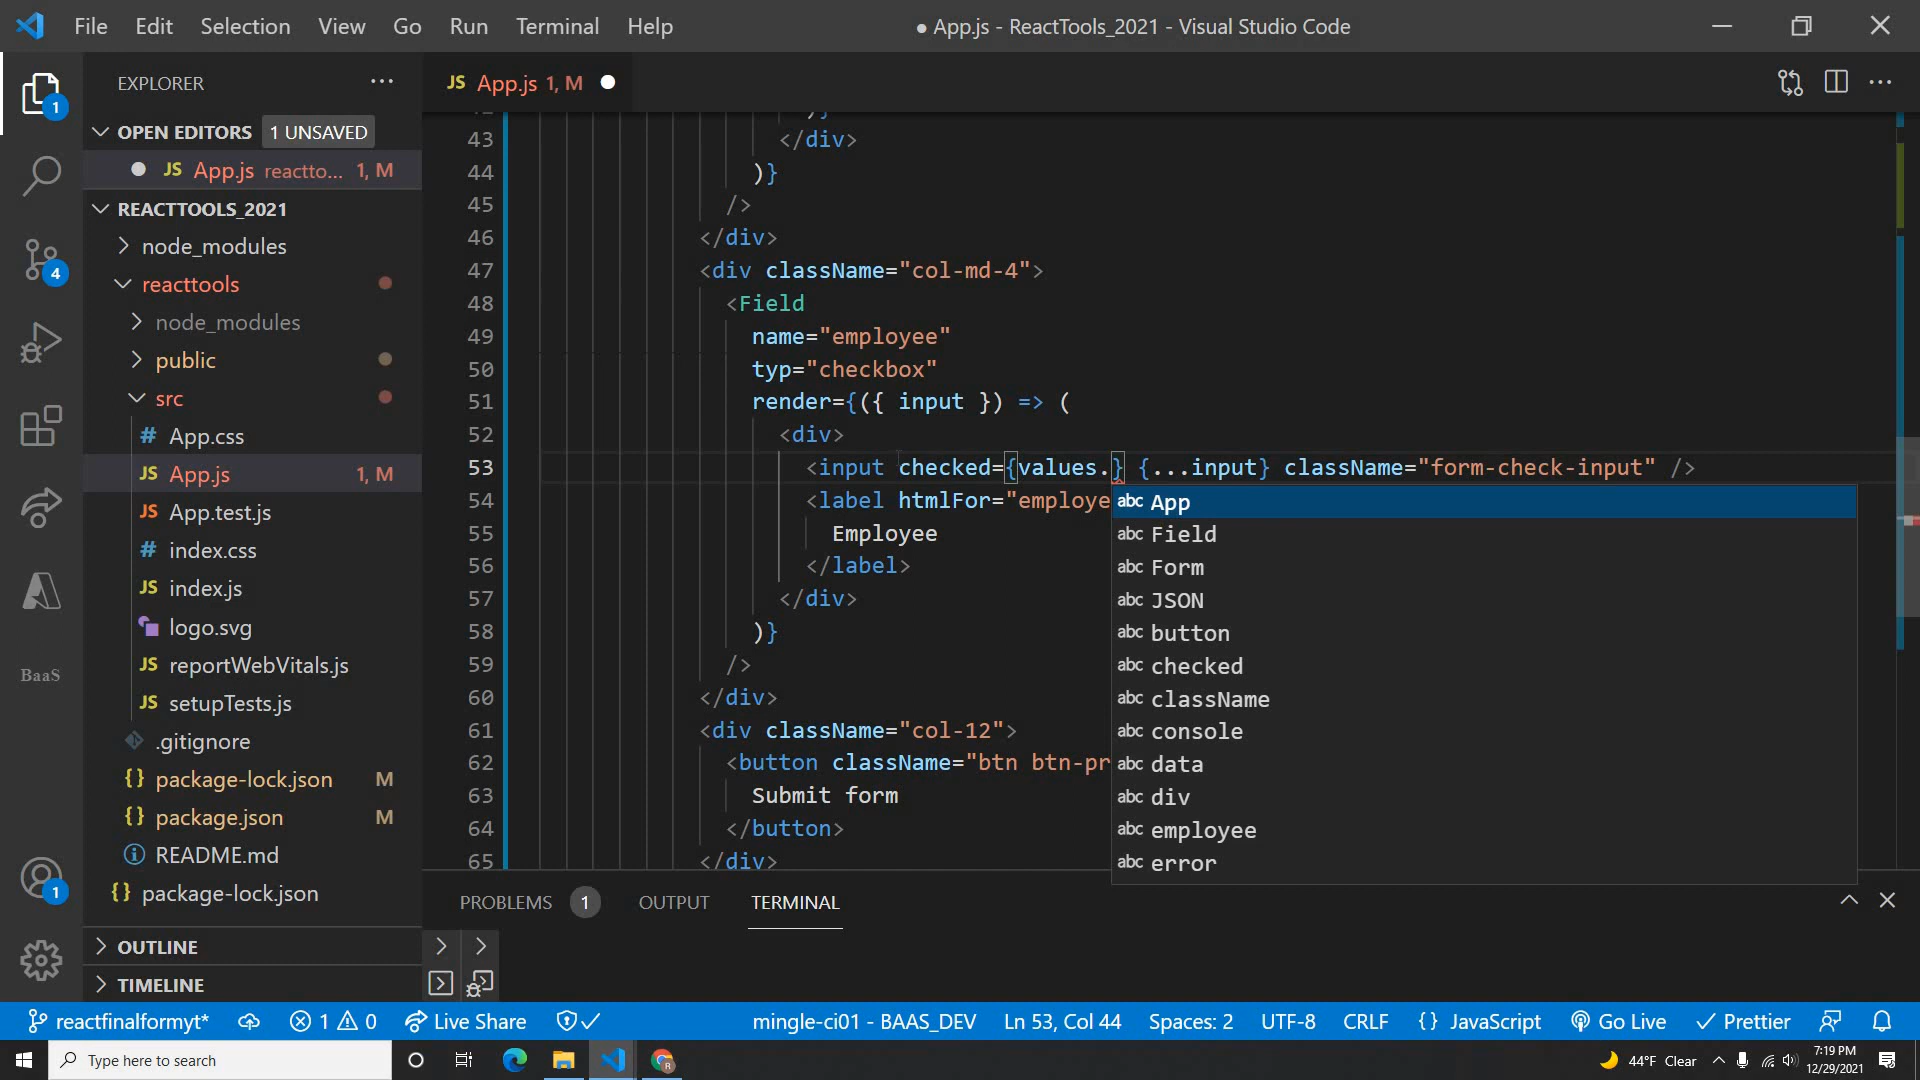 File Edit Selection View Go Run Terminal Help
● App.js - ReactTools_2021 - Visual Studio Code
EXPLORER
JS App.js 1, M
OPEN EDITORS 1 UNSAVED
JS App.js reactto... 1, M
REACTTOOLS_2021
node_modules
reacttools
node_modules
public
src
# App.css
JS App.js 1, M
JS App.test.js
# index.css
JS index.js
logo.svg
JS reportWebVitals.js
JS setupTests.js
.gitignore
{} package-lock.json M
{} package.json M
README.md
{} package-lock.json
OUTLINE
TIMELINE
1
4
BaaS
1
42 )}
43 </div>
44 )}
45 />
46 </div>
47 <div className="col-md-4">
48 <Field
49 name="employee"
50 typ="checkbox"
51 render={({ input }) => (
52 <div>
53 <input checked={values.} {...input} className="form-check-input" />
54 <label htmlFor="employe
55 Employee
56 </label>
57 </div>
58 )}
59 />
60 </div>
61 <div className="col-12">
62 <button className="btn btn-pr
63 Submit form
64 </button>
65 </div>
abc App
abc Field
abc Form
abc JSON
abc button
abc checked
abc className
abc console
abc data
abc div
abc employee
abc error
PROBLEMS 1 OUTPUT TERMINAL
reactfinalformyt* 1 0 Live Share mingle-ci01 - BAAS_DEV Ln 53, Col 44 Spaces: 2 UTF-8 CRLF {} JavaScript Go Live Prettier
Type here to search
44°F Clear
7:19 PM
12/29/2021